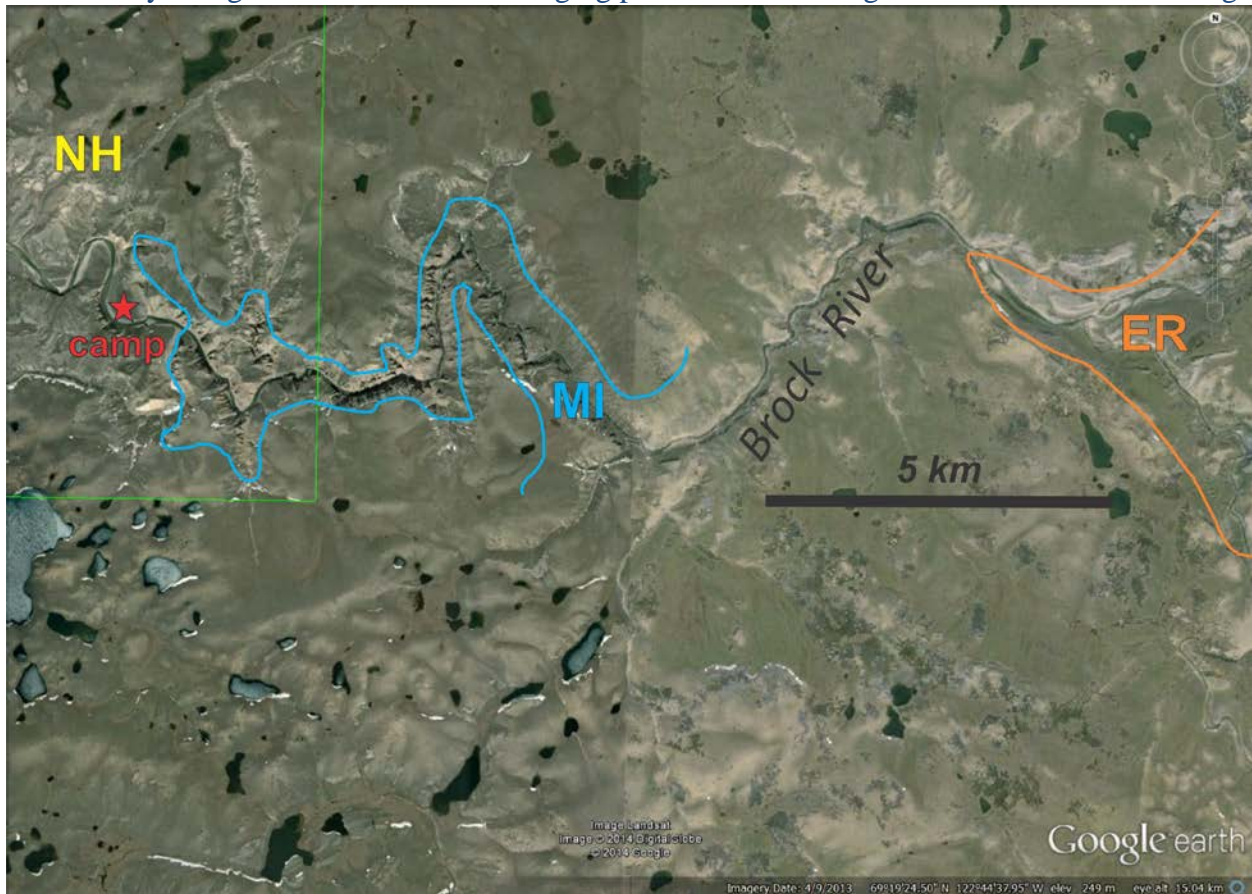 NH
camp
MI
Brock River
5 km
ER
N
Image Landsat
Image © 2014 DigitalGlobe
© 2014 Google
Google earth
Imagery Date: 4/9/2013 69°19'24.50" N 122°44'37.95" W elev 249 m eye alt 15.04 km